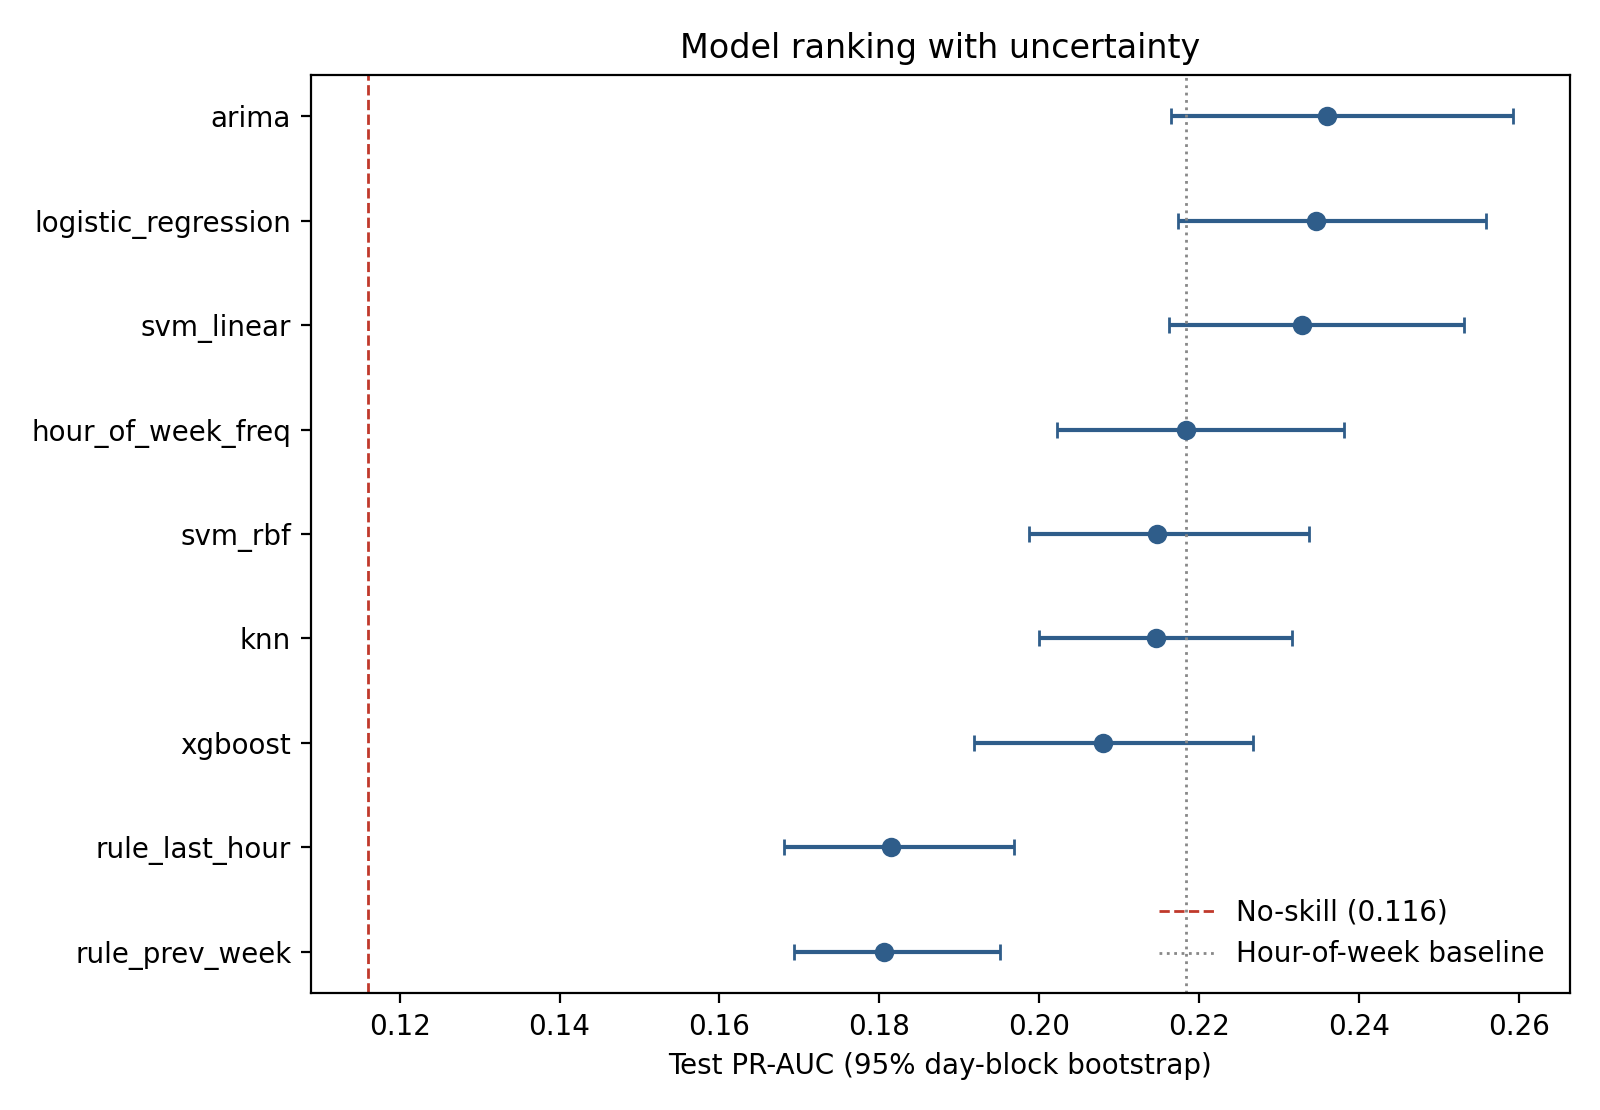 Model ranking with uncertainty
arima
logistic_regression
svm_linear
hour_of_week_freq
svm_rbf
knn
xgboost
rule_last_hour
rule_prev_week
No-skill (0.116)
Hour-of-week baseline
0.12 0.14 0.16 0.18 0.20 0.22 0.24 0.26
Test PR-AUC (95% day-block bootstrap)